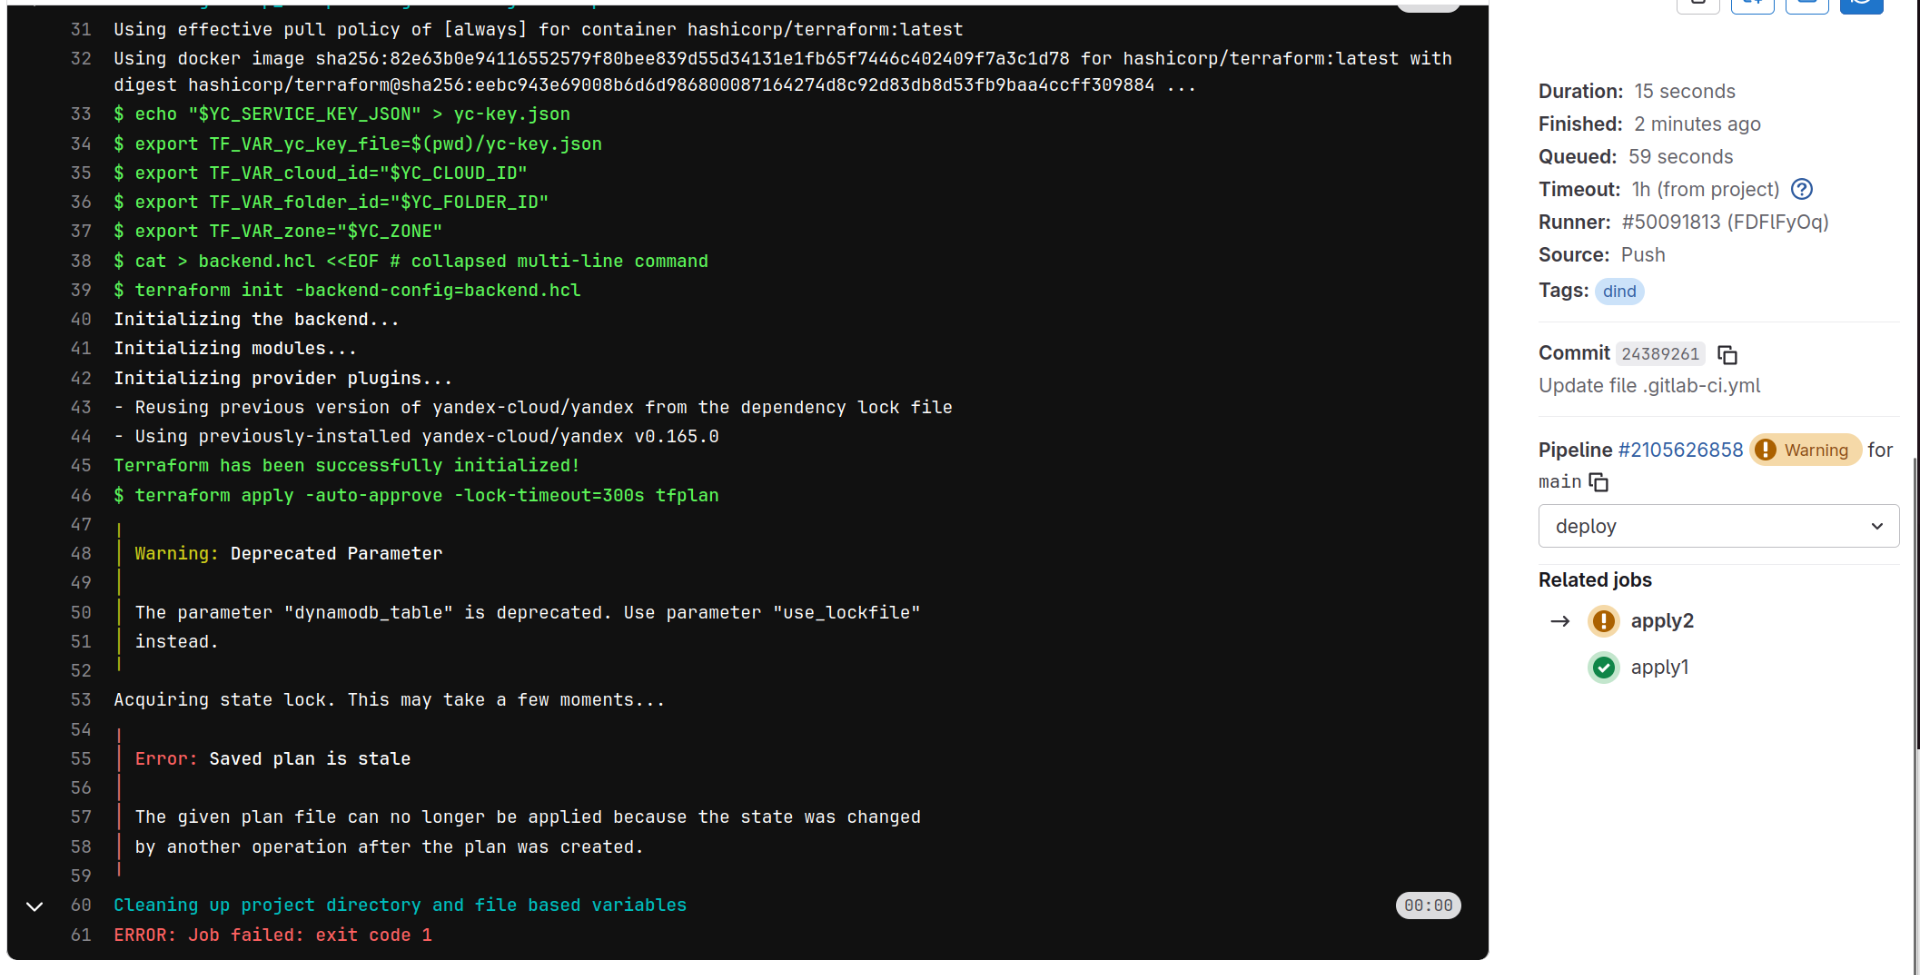 31 Using effective pull policy of [always] for container hashicorp/terraform:latest
32 Using docker image sha256:82e63b0e94116552579f80bee839d55d34131e1fb65f7446c402409f7a3c1d78 for hashicorp/terraform:latest with
digest hashicorp/terraform@sha256:eebc943e69008b6d6d986800087164274d8c92d83db8d53fb9baa4ccff309884 ...
33 $ echo "$YC_SERVICE_KEY_JSON" > yc-key.json
34 $ export TF_VAR_yc_key_file=$(pwd)/yc-key.json
35 $ export TF_VAR_cloud_id="$YC_CLOUD_ID"
36 $ export TF_VAR_folder_id="$YC_FOLDER_ID"
37 $ export TF_VAR_zone="$YC_ZONE"
38 $ cat > backend.hcl <<EOF # collapsed multi-line command
39 $ terraform init -backend-config=backend.hcl
40 Initializing the backend...
41 Initializing modules...
42 Initializing provider plugins...
43 - Reusing previous version of yandex-cloud/yandex from the dependency lock file
44 - Using previously-installed yandex-cloud/yandex v0.165.0
45 Terraform has been successfully initialized!
46 $ terraform apply -auto-approve -lock-timeout=300s tfplan
47
48 Warning: Deprecated Parameter
49
50 The parameter "dynamodb_table" is deprecated. Use parameter "use_lockfile"
51 instead.
52
53 Acquiring state lock. This may take a few moments...
54
55 Error: Saved plan is stale
56
57 The given plan file can no longer be applied because the state was changed
58 by another operation after the plan was created.
59
60 Cleaning up project directory and file based variables 00:00
61 ERROR: Job failed: exit code 1
Duration: 15 seconds
Finished: 2 minutes ago
Queued: 59 seconds
Timeout: 1h (from project) ?
Runner: #50091813 (FDFlFyOq)
Source: Push
Tags: dind
Commit 24389261
Update file .gitlab-ci.yml
Pipeline #2105626858 Warning for
main
deploy
Related jobs
→ apply2
apply1